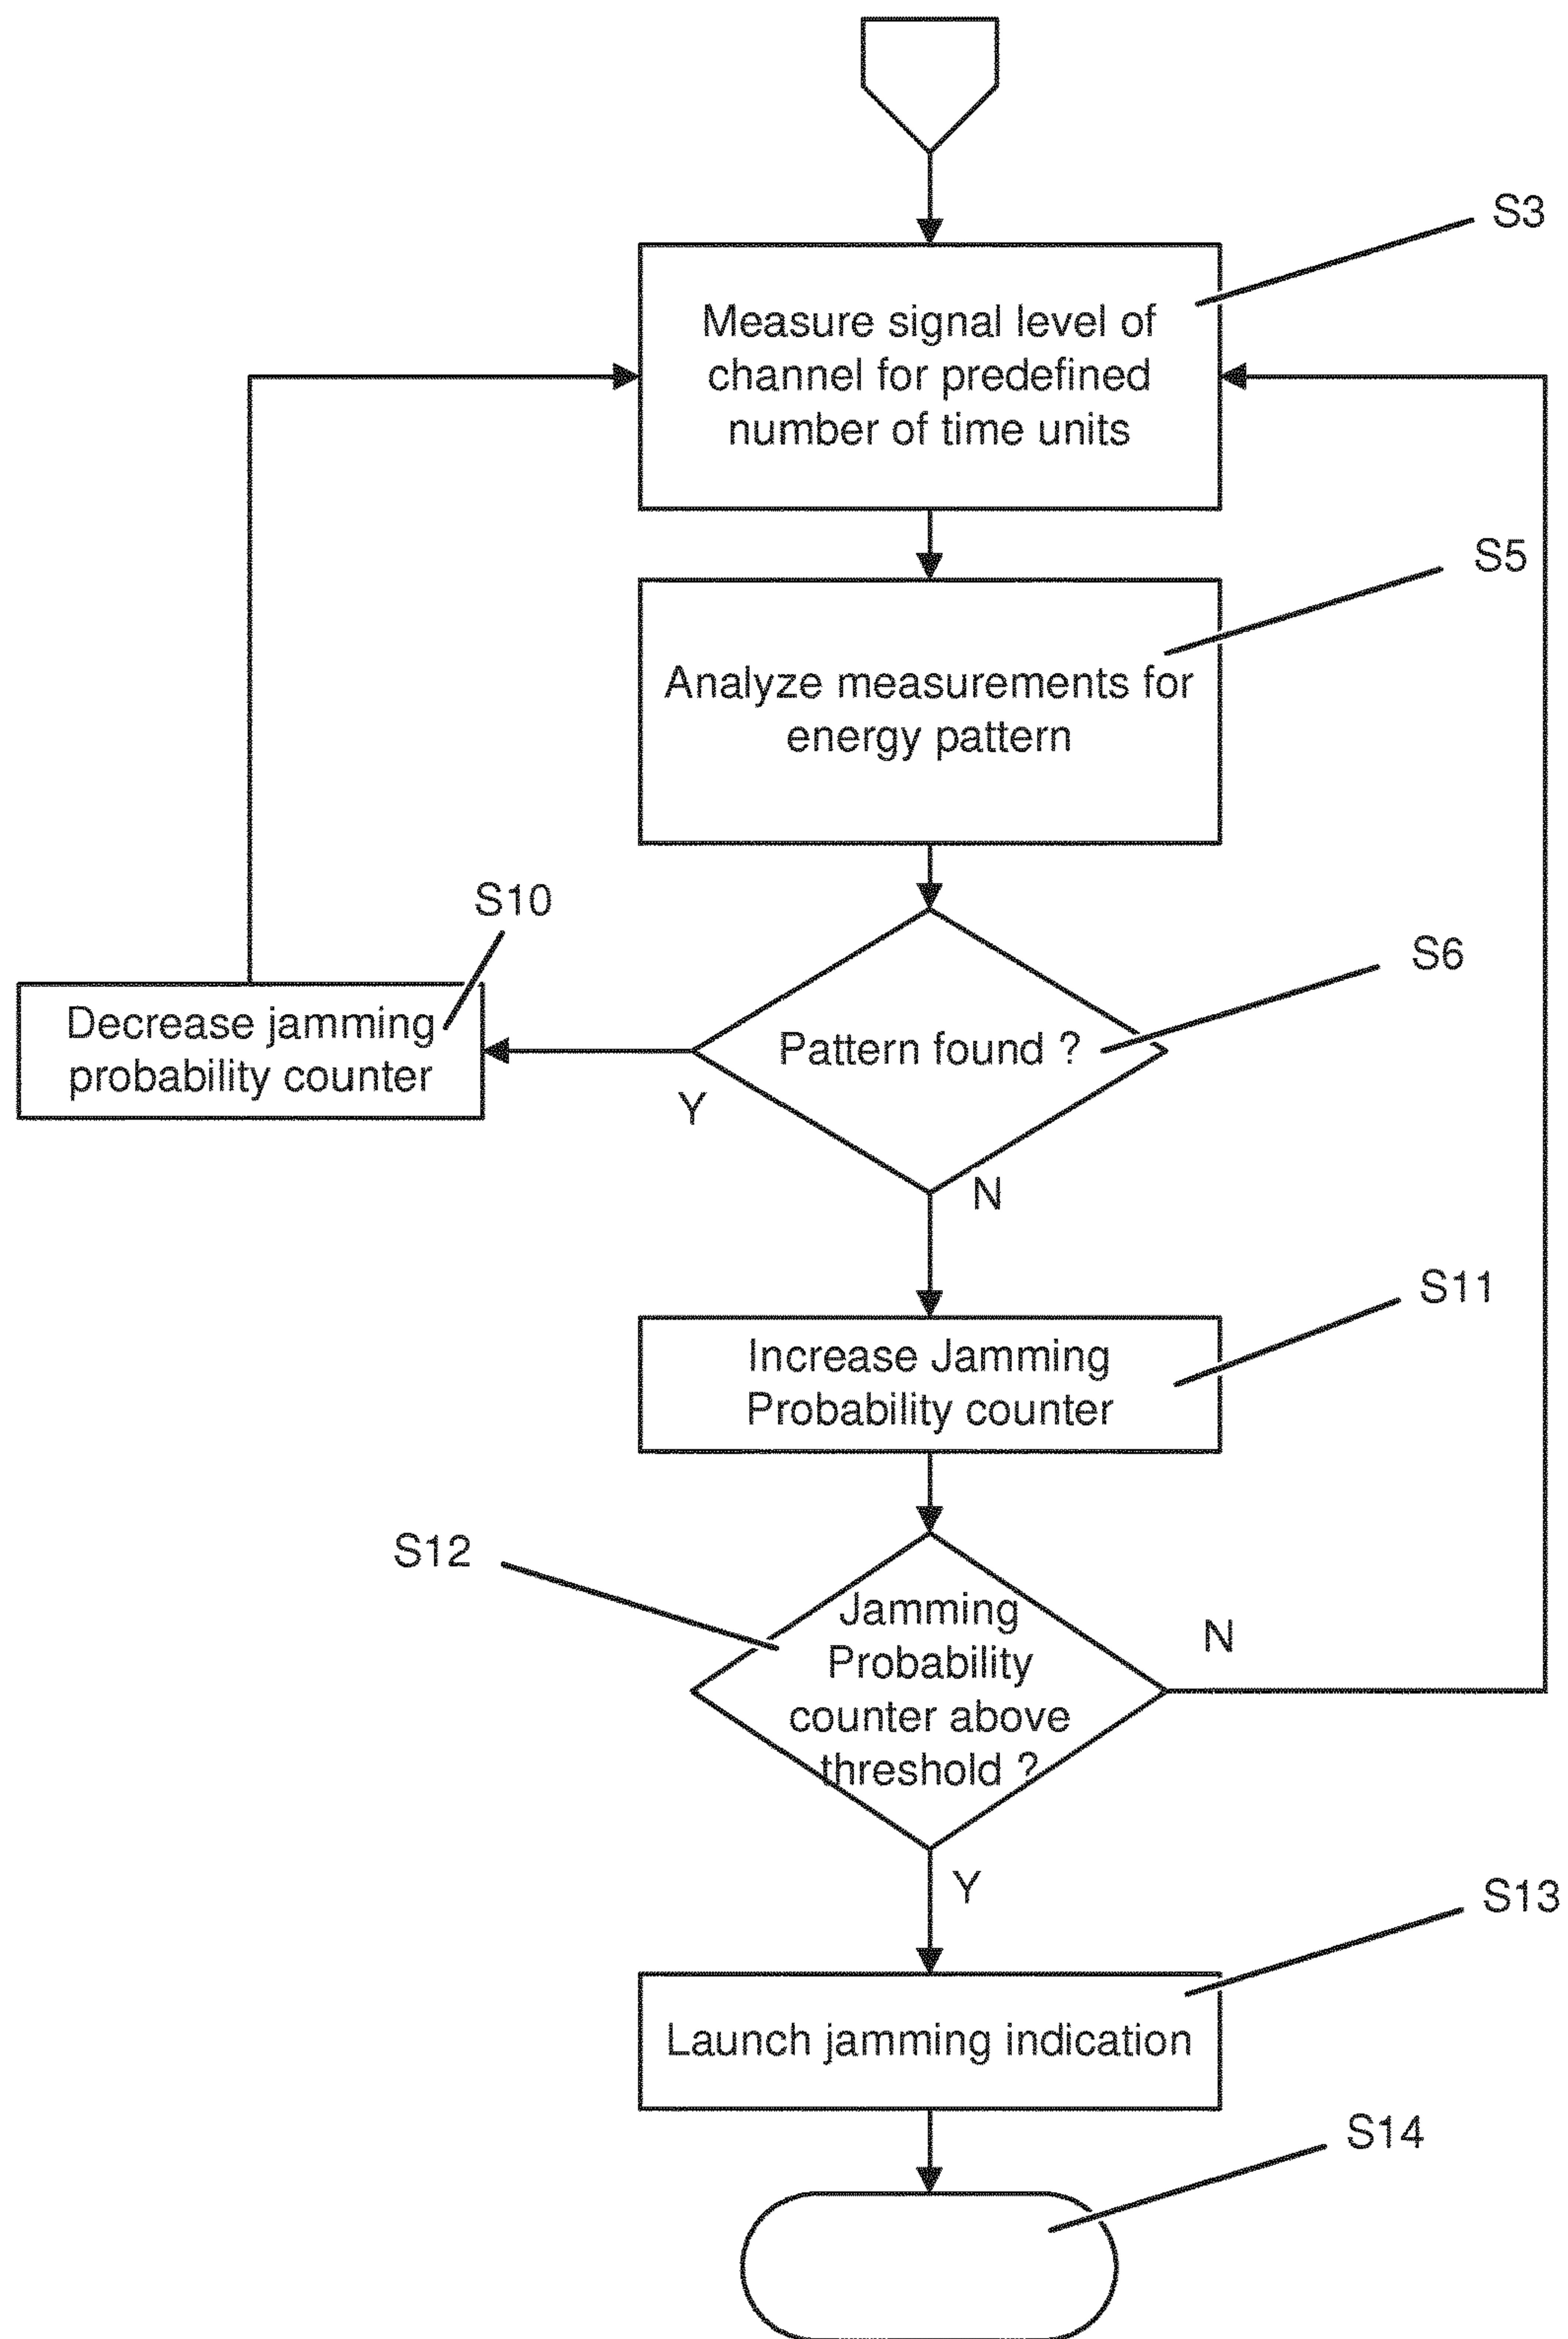 S3
Measure signal level of
channel for predefined
number of time units
S5
Analyze measurements for
energy pattern
S10
S6
Decrease jamming
probability counter
Pattern found ?
Y
N
S11
Increase Jamming
Probability counter
S12
Jamming
Probability
counter above
threshold ?
N
Y
S13
Launch jamming indication
S14